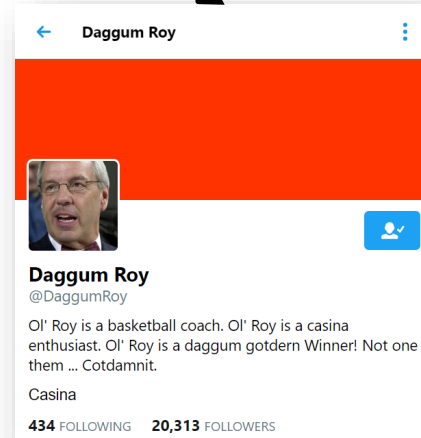 Daggum Roy
Daggum Roy
@DaggumRoy
Ol' Roy is a basketball coach. Ol' Roy is a casina
enthusiast. Ol' Roy is a daggum gotdern Winner! Not one
them ... Cotdamnit.
Casina
434 FOLLOWING 20,313 FOLLOWERS